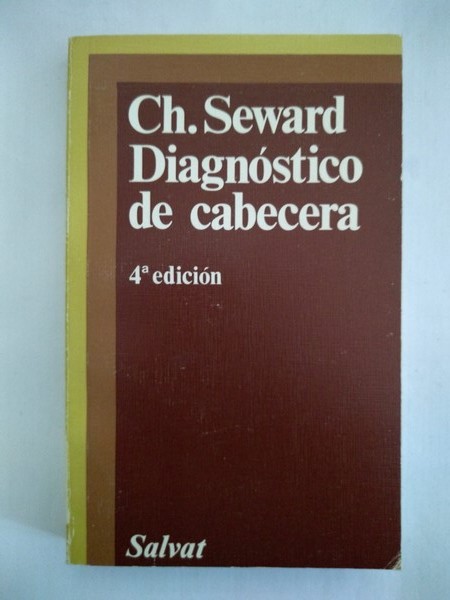 Ch. Seward
Diagnóstico
de cabecera
4ª edición
Salvat